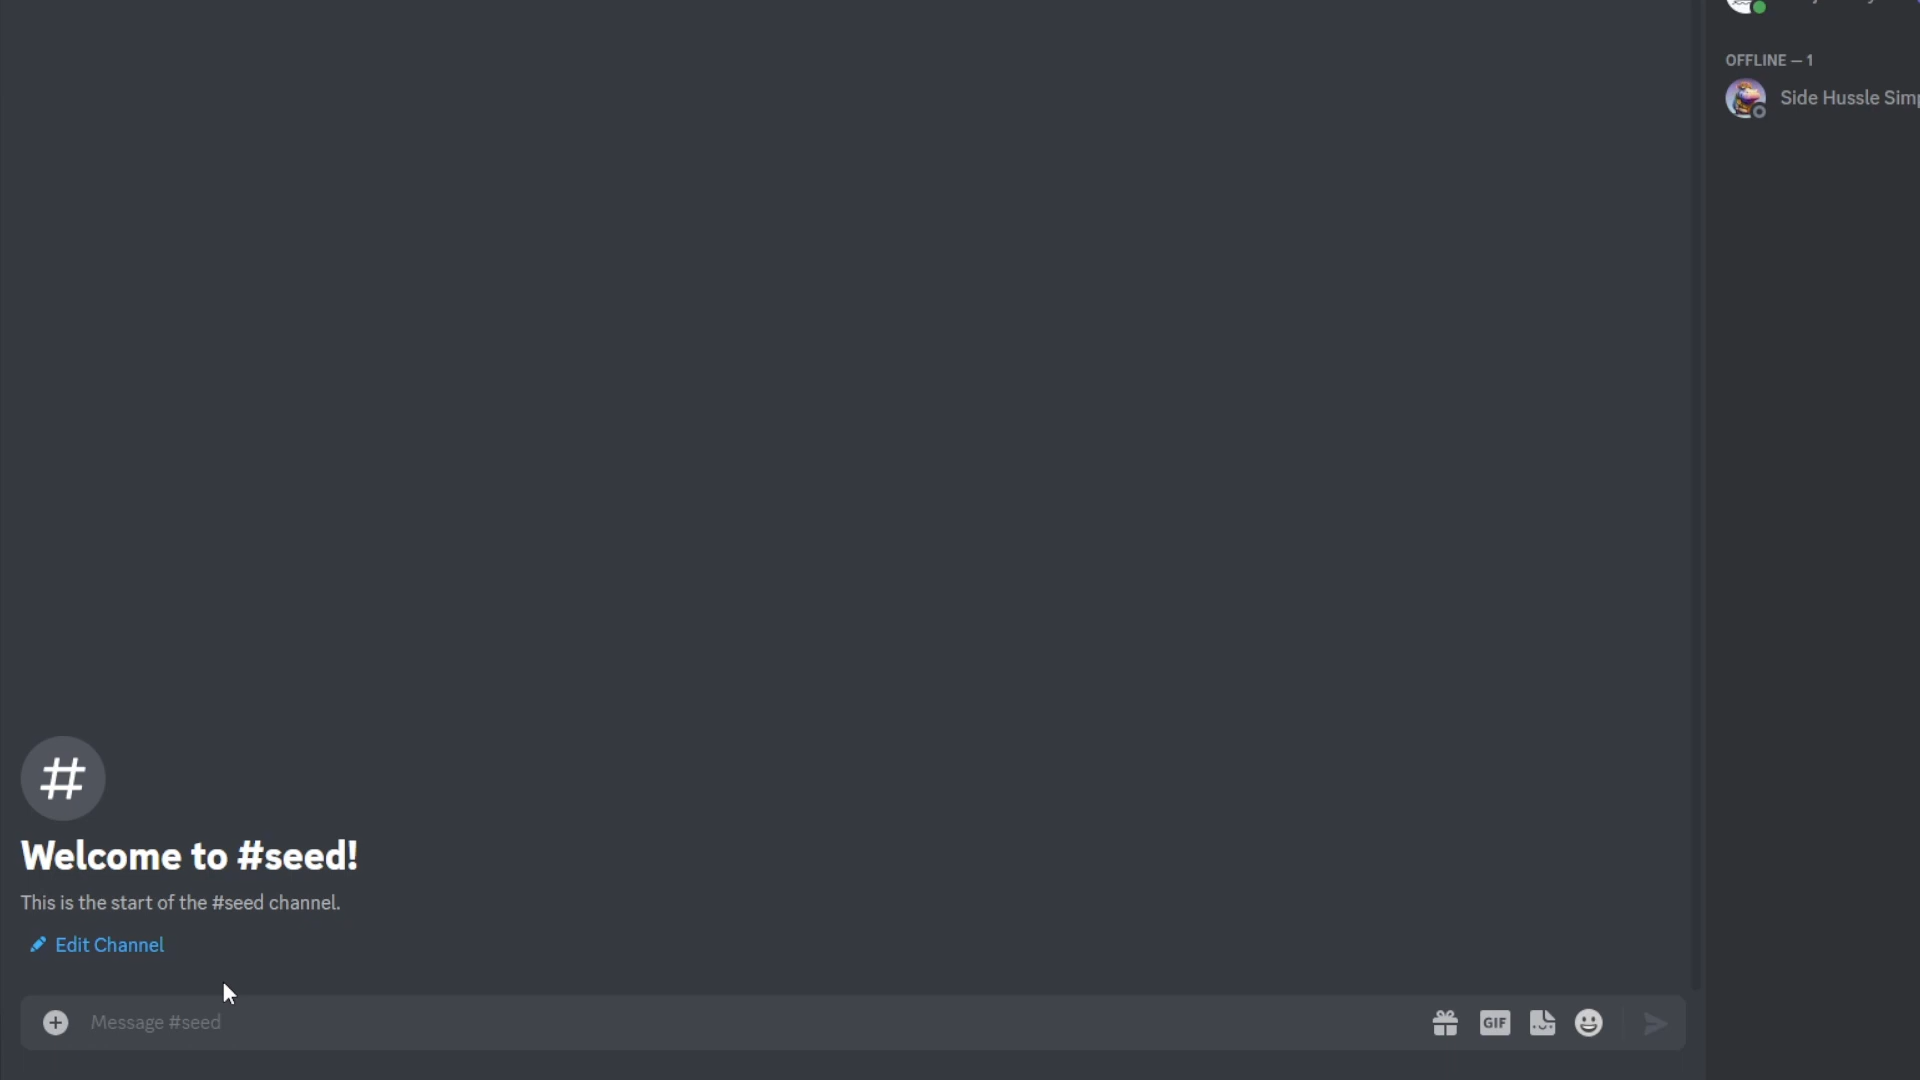 OFFLINE — 1
Side Hussle Simp
#
Welcome to #seed!
This is the start of the #seed channel.
Edit Channel
Message #seed
GIF